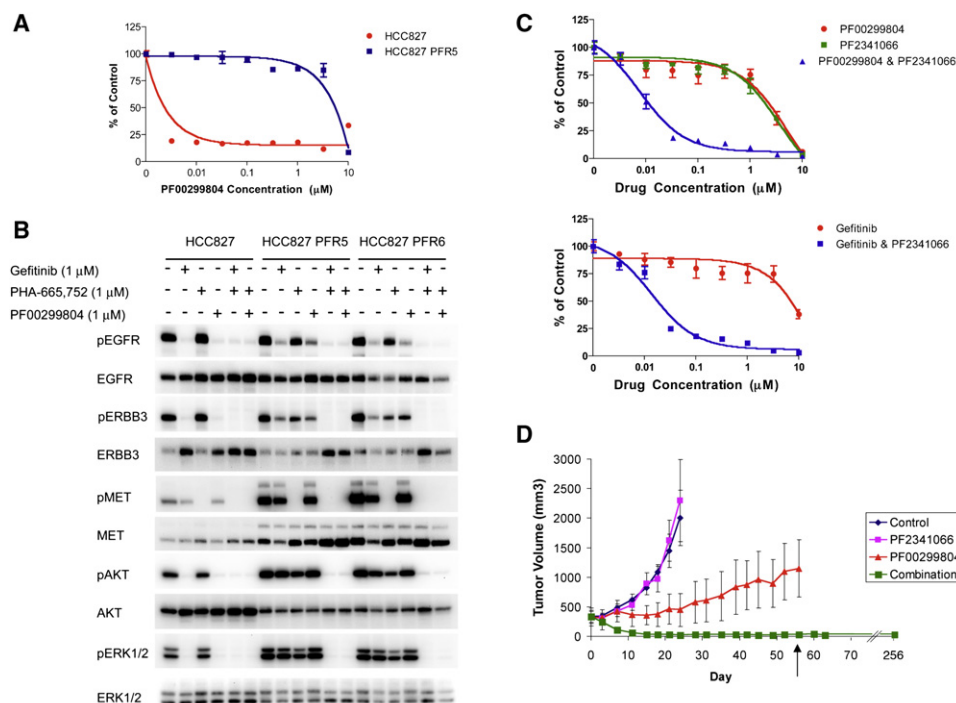 A
HCC827
HCC827 PFR5
% of Control
125
100
75
50
25
0
0 0.01 0.1 1 10
PF00299804 Concentration (μM)
B
HCC827 HCC827 PFR5 HCC827 PFR6
Gefitinib (1 μM) - + - - + - - + - - + - - + - - + -
PHA-665,752 (1 μM) - - + - + + - - + - + + - - + - + +
PF00299804 (1 μM) - - - + - + - - - + - + - - - + - +
pEGFR
EGFR
pERBB3
ERBB3
pMET
MET
pAKT
AKT
pERK1/2
ERK1/2
C
PF00299804
PF2341066
PF00299804 & PF2341066
% of Control
125
100
75
50
25
0
0 0.01 0.1 1 10
Drug Concentration (μM)
Gefitinib
Gefitinib & PF2341066
% of Control
125
100
75
50
25
0
0 0.01 0.1 1 10
Drug Concentration (μM)
D
Tumor Volume (mm3)
3000
2500
2000
1500
1000
500
0
0 10 20 30 40 50 60 70 256
Day
Control
PF2341066
PF00299804
Combination